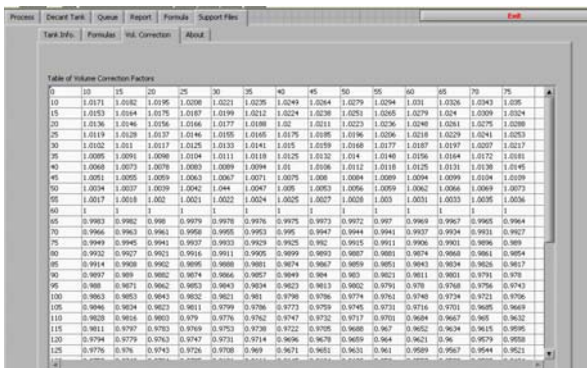 Process Decant Tank Queue Report Formula Support Files Exit
Tank Info. Formulas Vol. Correction About
Table of Volume Correction Factors
0 10 15 20 25 30 35 40 45 50 55 60 65 70 75
10 1.0171 1.0182 1.0195 1.0208 1.0221 1.0235 1.0249 1.0264 1.0279 1.0294 1.031 1.0326 1.0343 1.035
15 1.0153 1.0164 1.0175 1.0187 1.0199 1.0212 1.0224 1.0238 1.0251 1.0265 1.0279 1.024 1.0309 1.0324
20 1.0136 1.0146 1.0156 1.0166 1.0177 1.0188 1.02 1.0211 1.0223 1.0236 1.0248 1.0261 1.0275 1.0288
25 1.0119 1.0128 1.0137 1.0146 1.0155 1.0165 1.0175 1.0185 1.0196 1.0206 1.0218 1.0229 1.0241 1.0253
30 1.0102 1.011 1.0117 1.0125 1.0133 1.0141 1.015 1.0159 1.0168 1.0177 1.0187 1.0197 1.0207 1.0217
35 1.0085 1.0091 1.0098 1.0104 1.0111 1.0118 1.0125 1.0132 1.014 1.0148 1.0156 1.0164 1.0172 1.0181
40 1.0068 1.0073 1.0078 1.0083 1.0089 1.0094 1.01 1.0106 1.0112 1.0118 1.0125 1.0131 1.0138 1.0145
45 1.0051 1.0055 1.0059 1.0063 1.0067 1.0071 1.0075 1.008 1.0084 1.0089 1.0094 1.0099 1.0104 1.0109
50 1.0034 1.0037 1.0039 1.0042 1.044 1.0047 1.005 1.0053 1.0056 1.0059 1.0062 1.0066 1.0069 1.0073
55 1.0017 1.0018 1.002 1.0021 1.0022 1.0024 1.0025 1.0027 1.0028 1.003 1.0031 1.0033 1.0035 1.0036
60 1 1 1 1 1 1 1 1 1 1 1 1 1 1
65 0.9983 0.9982 0.998 0.9979 0.9978 0.9976 0.9975 0.9973 0.9972 0.997 0.9969 0.9967 0.9965 0.9964
70 0.9966 0.9963 0.9961 0.9958 0.9955 0.9953 0.995 0.9947 0.9944 0.9941 0.9937 0.9934 0.9931 0.9927
75 0.9949 0.9945 0.9941 0.9937 0.9933 0.9929 0.9925 0.992 0.9915 0.9911 0.9906 0.9901 0.9896 0.989
80 0.9932 0.9927 0.9921 0.9916 0.9911 0.9905 0.9899 0.9893 0.9887 0.9881 0.9874 0.9868 0.9861 0.9854
85 0.9914 0.9908 0.9902 0.9895 0.9888 0.9881 0.9874 0.9867 0.9859 0.9851 0.9843 0.9834 0.9826 0.9817
90 0.9897 0.989 0.9882 0.9874 0.9866 0.9857 0.9849 0.984 0.983 0.9821 0.9811 0.9801 0.9791 0.978
95 0.988 0.9871 0.9862 0.9853 0.9843 0.9834 0.9823 0.9813 0.9802 0.9791 0.978 0.9768 0.9756 0.9743
100 0.9863 0.9853 0.9843 0.9832 0.9821 0.981 0.9798 0.9786 0.9774 0.9761 0.9748 0.9734 0.9721 0.9706
105 0.9846 0.9834 0.9823 0.9811 0.9799 0.9786 0.9773 0.9759 0.9745 0.9731 0.9716 0.9701 0.9685 0.9669
110 0.9828 0.9816 0.9803 0.979 0.9776 0.9762 0.9747 0.9732 0.9717 0.9701 0.9684 0.9667 0.965 0.9632
115 0.9811 0.9797 0.9783 0.9769 0.9753 0.9738 0.9722 0.9705 0.9688 0.967 0.9652 0.9634 0.9615 0.9595
120 0.9794 0.9779 0.9763 0.9747 0.9731 0.9714 0.9696 0.9678 0.9659 0.964 0.9621 0.96 0.9579 0.9558
125 0.9776 0.976 0.9743 0.9726 0.9708 0.969 0.9671 0.9651 0.9631 0.961 0.9589 0.9567 0.9544 0.9521